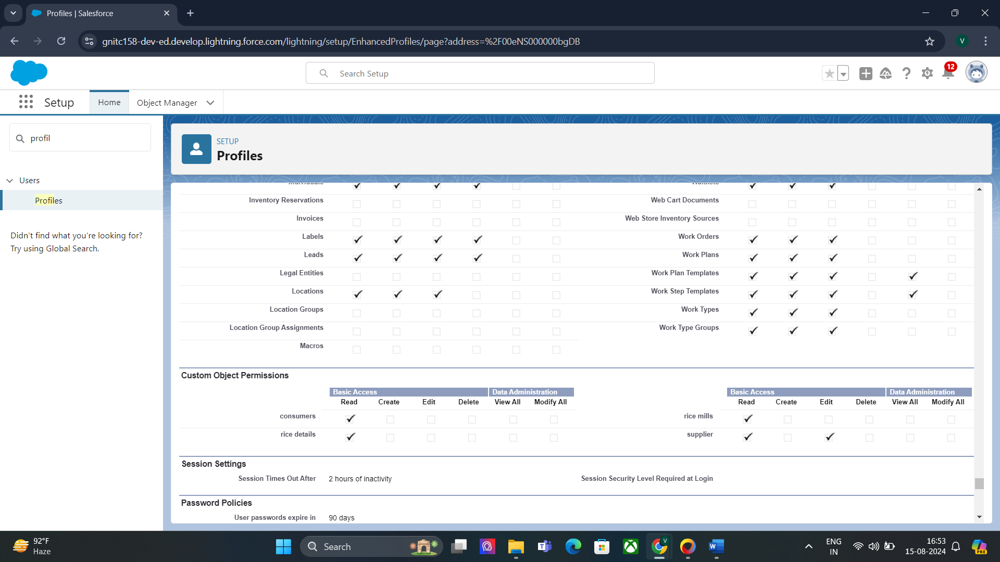 Profiles | Salesforce
gnitc158-dev-ed.develop.lightning.force.com/lightning/setup/EnhancedProfiles/page?address=%2F00eNS000000bgDB
V
Search Setup
12
Setup
Home
Object Manager
profil
Users
Profiles
Didn't find what you're looking for?
Try using Global Search.
SETUP
Profiles
Inventory Reservations
Web Cart Documents
Invoices
Web Store Inventory Sources
Labels
Work Orders
Leads
Work Plans
Legal Entities
Work Plan Templates
Locations
Work Step Templates
Location Groups
Work Types
Location Group Assignments
Work Type Groups
Macros
Custom Object Permissions
Basic Access Data Administration
Basic Access Data Administration
Read Create Edit Delete View All Modify All
Read Create Edit Delete View All Modify All
consumers
rice mills
rice details
supplier
Session Settings
Session Times Out After 2 hours of inactivity
Session Security Level Required at Login
Password Policies
User passwords expire in 90 days
92°F
Haze
Search
V
ENG
IN
16:53
15-08-2024
PRE